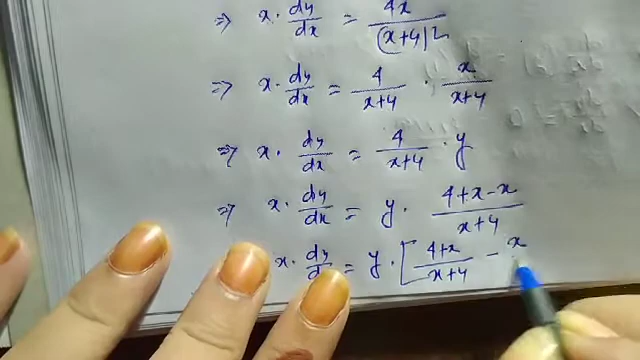 ⇒ x · dy/dx = 4x/(x+4)²
⇒ x · dy/dx = 4/(x+4) · x/(x+4)
⇒ x · dy/dx = 4/(x+4) · y
⇒ x · dy/dx = y · (4+x-x)/(x+4)
x · dy/d = y · [(4+x)/(x+4) - x